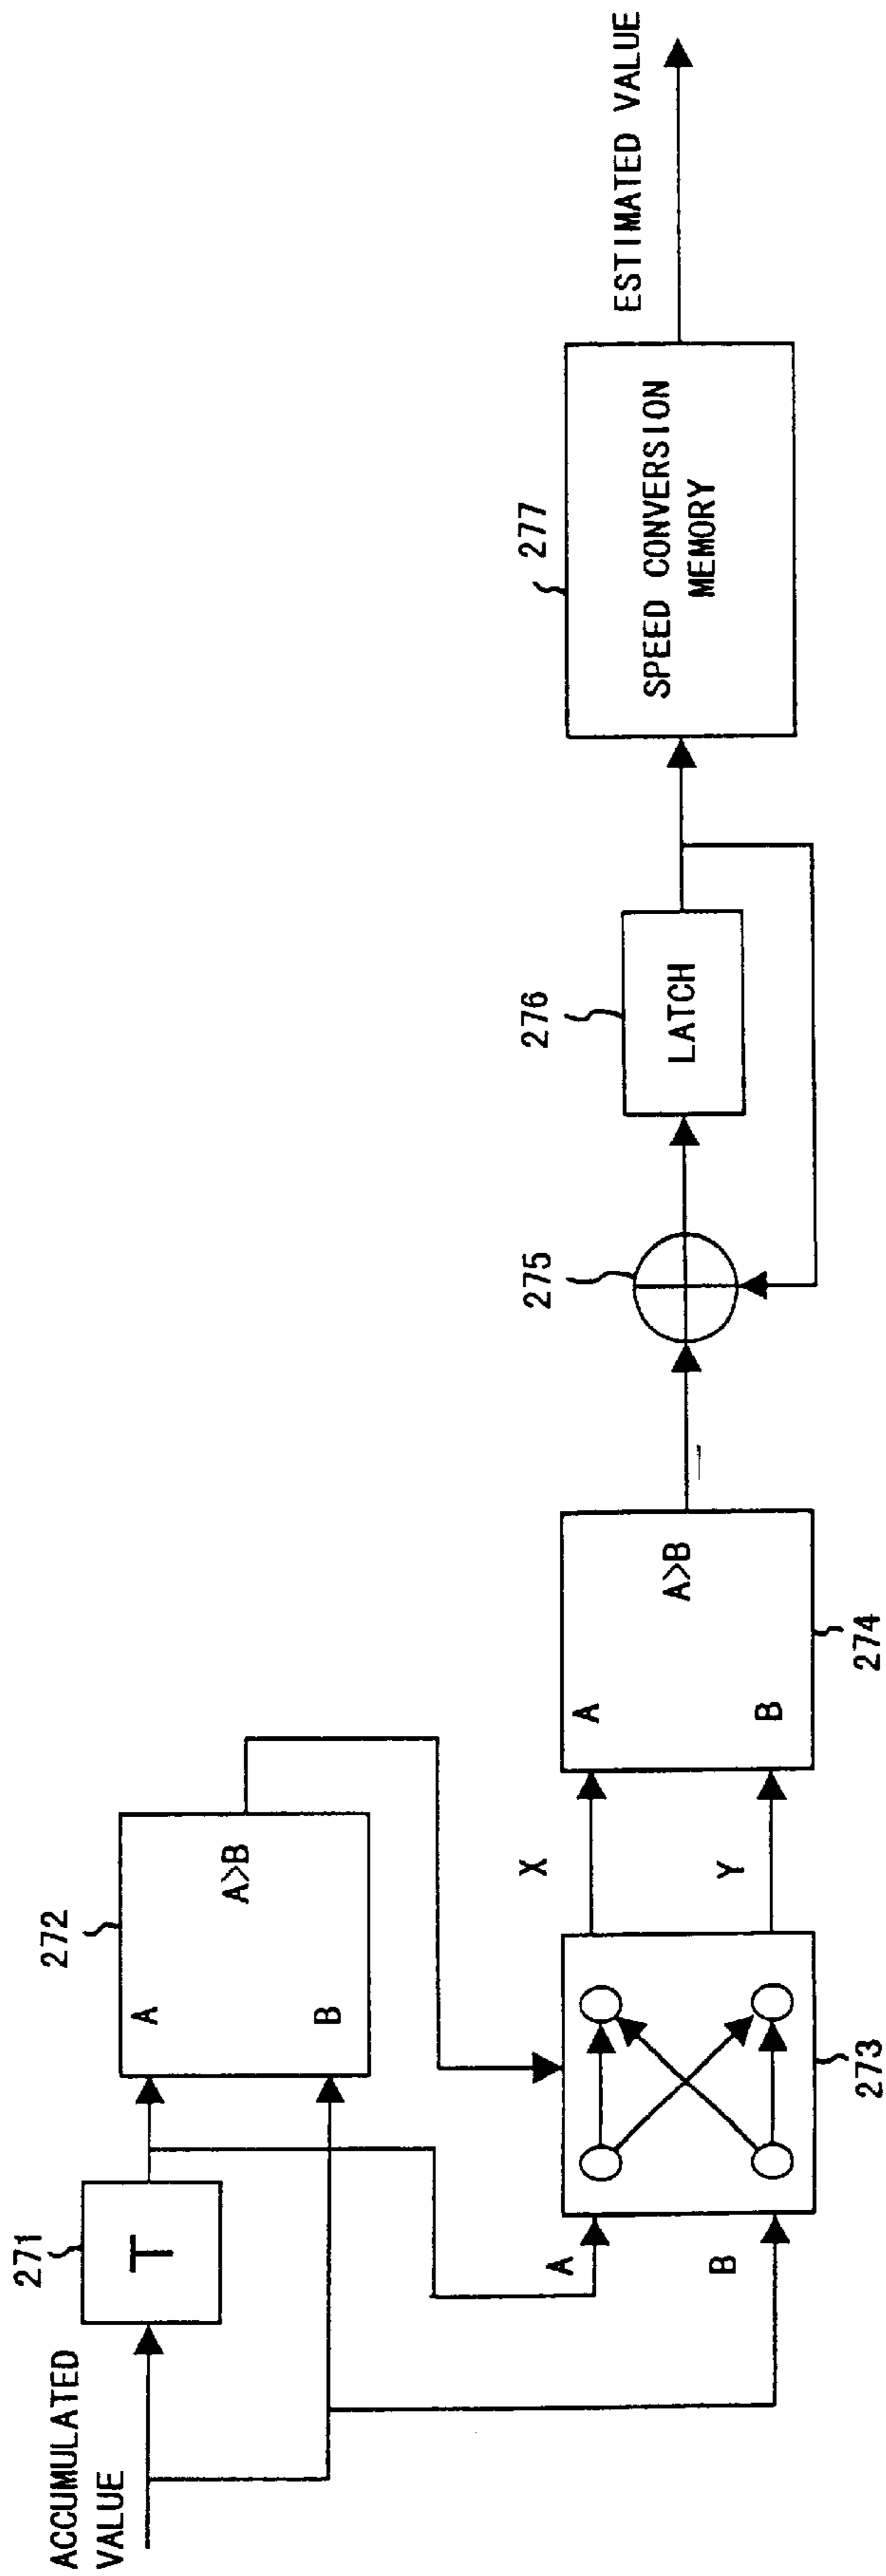 ACCUMULATED
VALUE
271
T
272
A
B
A>B
A
B
273
X
Y
274
A
B
A>B
275
276
LATCH
277
SPEED CONVERSION
MEMORY
ESTIMATED VALUE